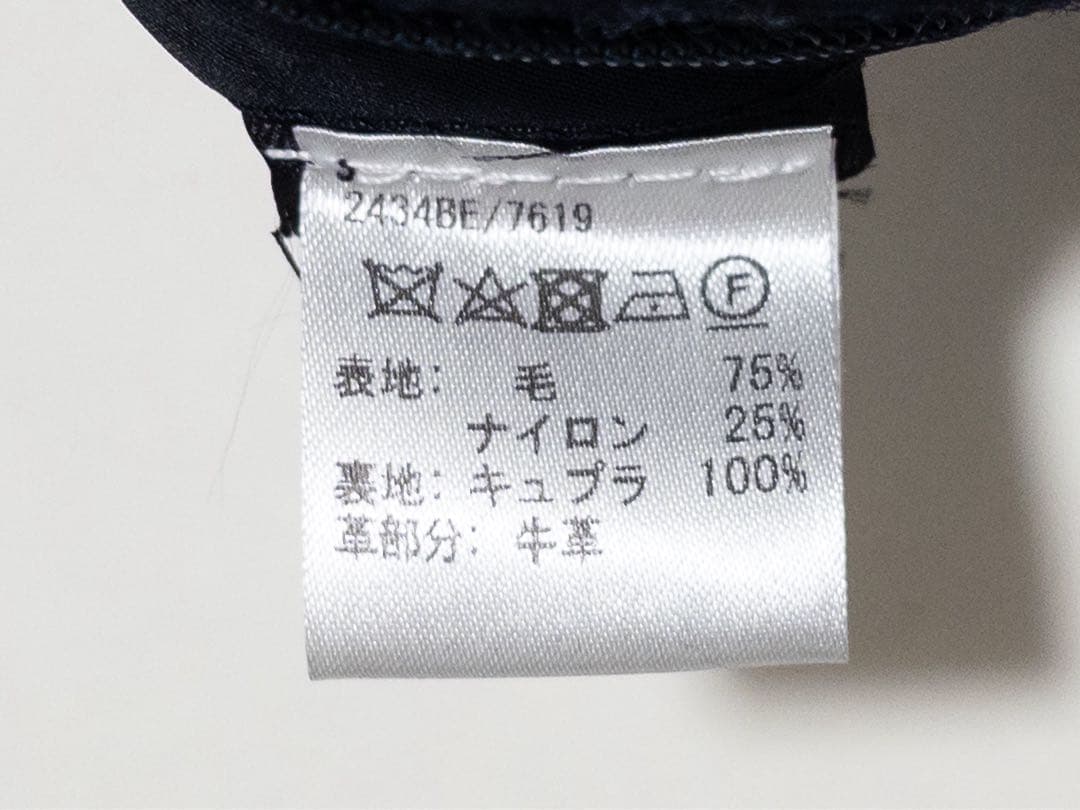 2434BE/7619
F
表地: 毛 75%
ナイロン 25%
裏地: キュプラ 100%
革部分: 牛革